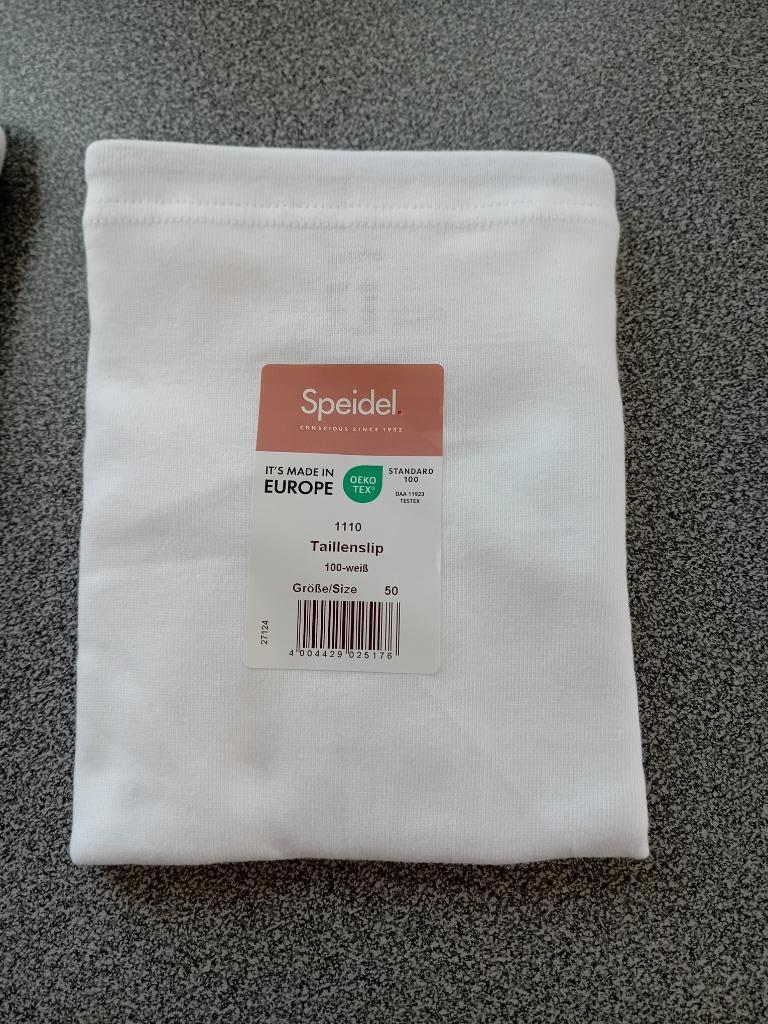 Speidel.
CONSCIOUS SINCE 1952
IT'S MADE IN
EUROPE
OEKO
TEX®
STANDARD
100
DAA 11923
TESTEX
1110
Taillenslip
100-weiß
Größe/Size 50
27124
4 004429 025176